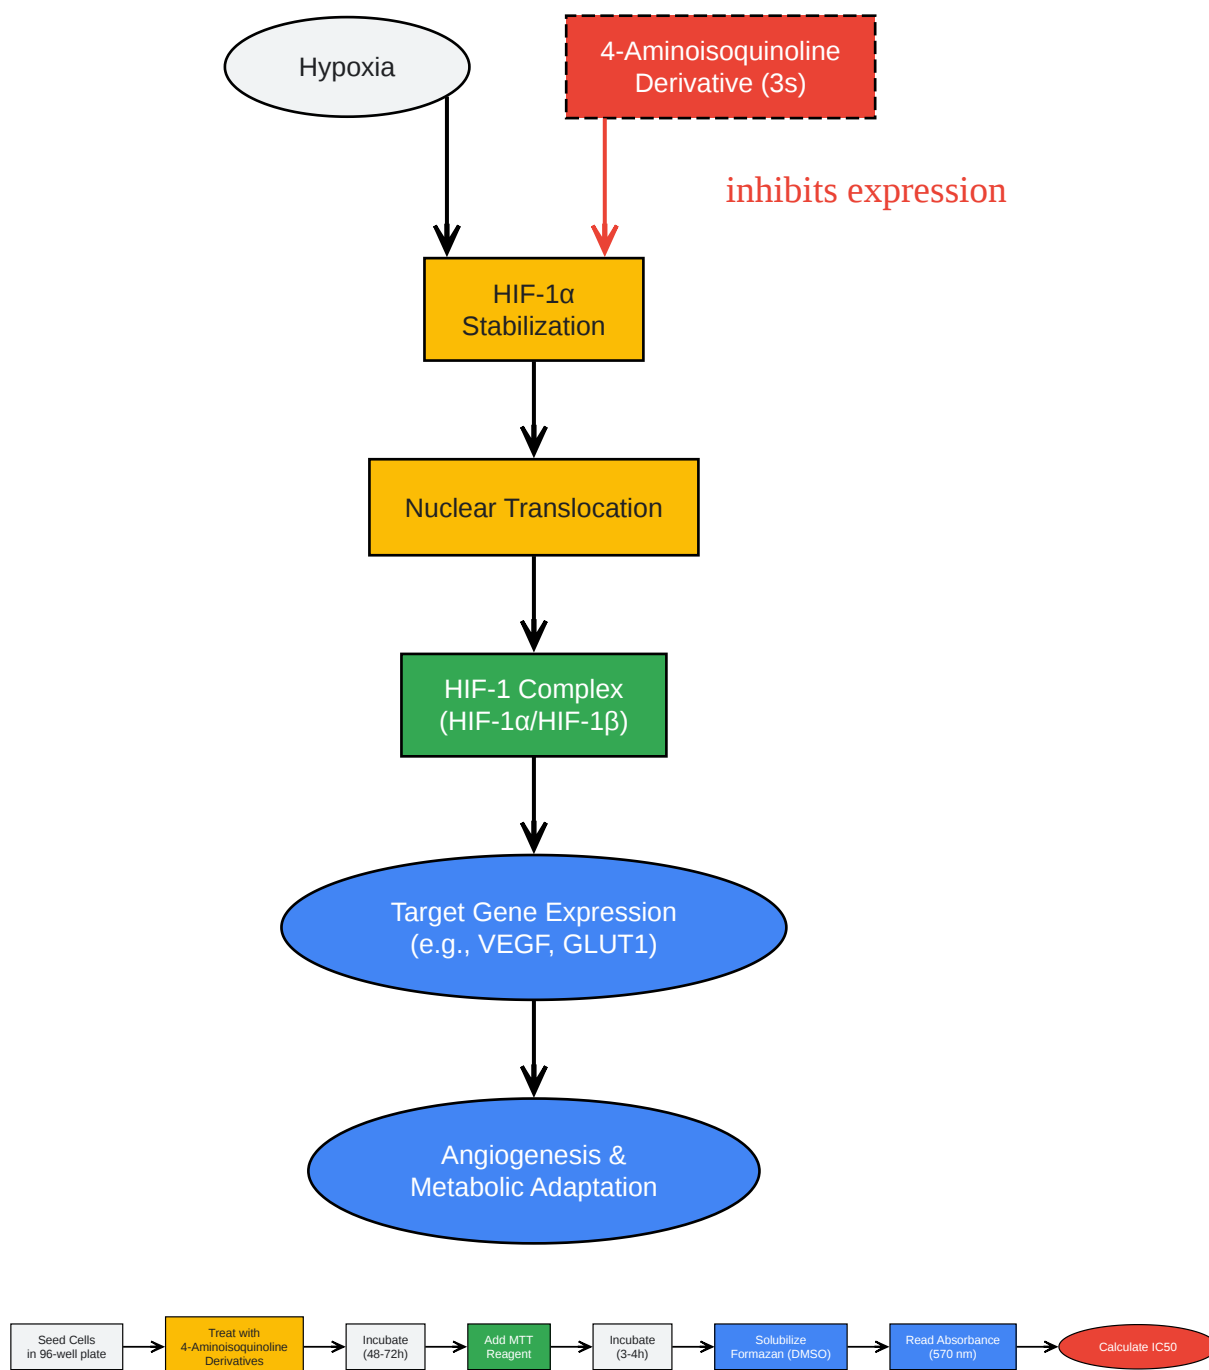 Hypoxia
4-Aminoisoquinoline
Derivative (3s)
inhibits expression
HIF-1α
Stabilization
Nuclear Translocation
HIF-1 Complex
(HIF-1α/HIF-1β)
Target Gene Expression
(e.g., VEGF, GLUT1)
Angiogenesis &
Metabolic Adaptation
Seed Cells
in 96-well plate
Treat with
4-Aminoisoquinoline
Derivatives
Incubate
(48-72h)
Add MTT
Reagent
Incubate
(3-4h)
Solubilize
Formazan (DMSO)
Read Absorbance
(570 nm)
Calculate IC50